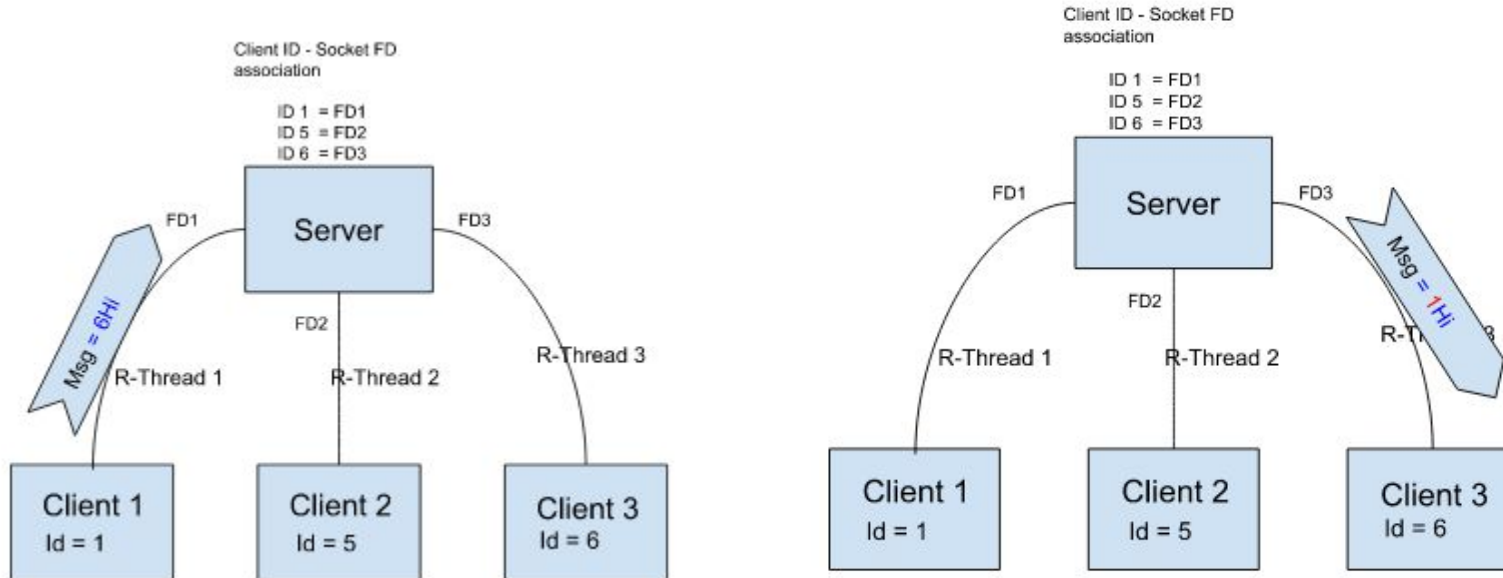 Client ID - Socket FD
association
ID 1 = FD1
ID 5 = FD2
ID 6 = FD3
Server
FD1
FD3
FD2
Msg = 6Hi
R-Thread 1
R-Thread 2
R-Thread 3
Client 1
Id = 1
Client 2
Id = 5
Client 3
Id = 6
Client ID - Socket FD
association
ID 1 = FD1
ID 5 = FD2
ID 6 = FD3
Server
FD1
FD3
FD2
Msg = 1Hi
R-Thread 1
R-Thread 2
Client 1
Id = 1
Client 2
Id = 5
Client 3
Id = 6